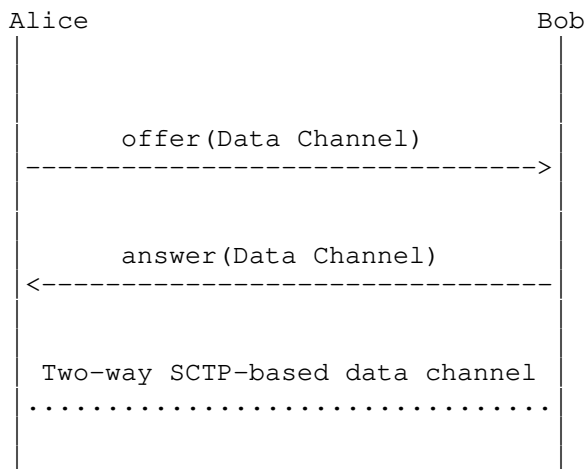 Alice Bob
offer(Data Channel)
answer(Data Channel)
Two-way SCTP-based data channel